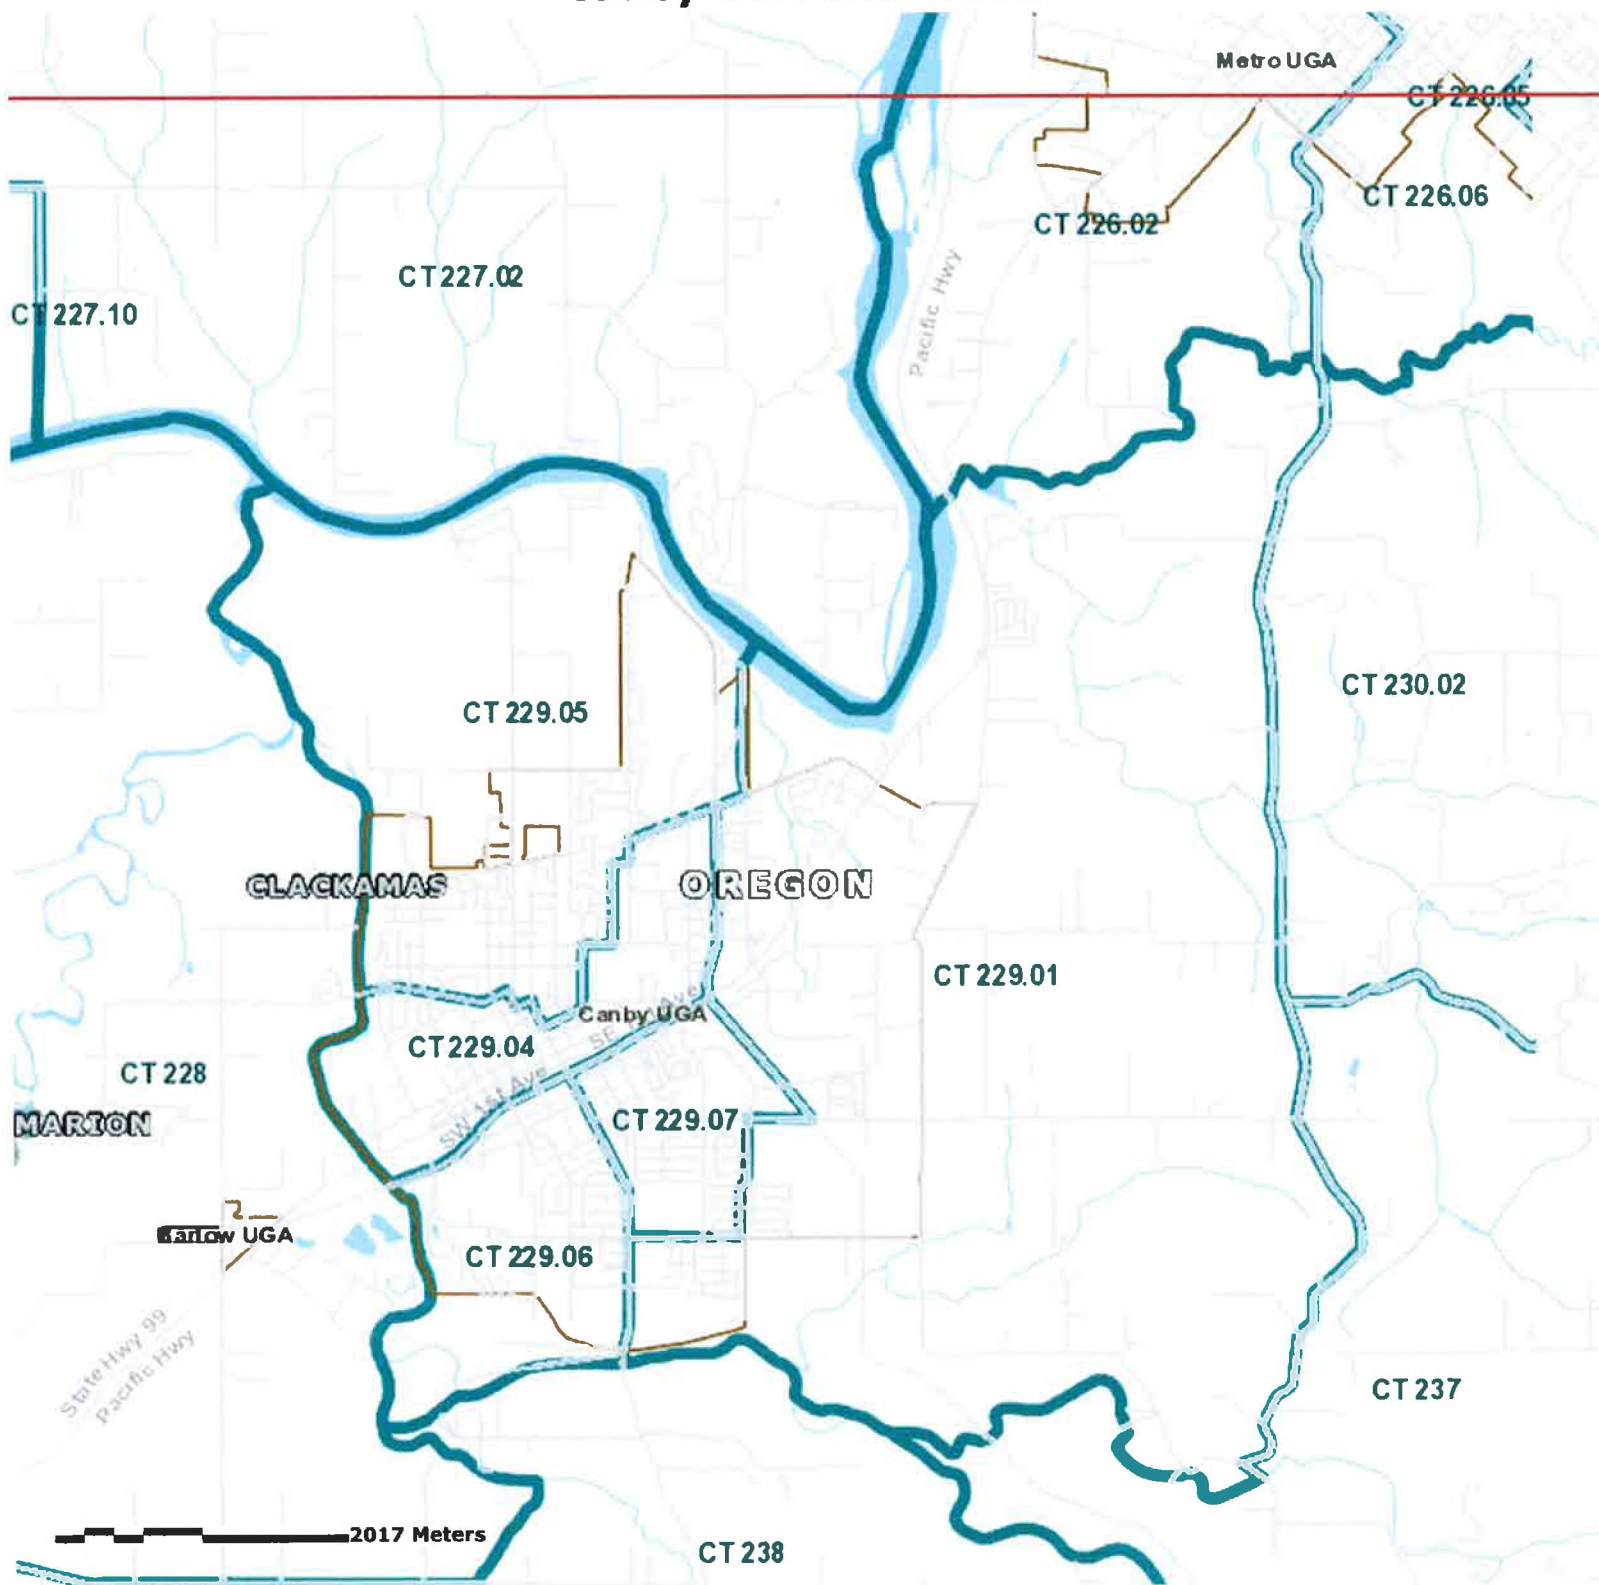 Metro UGA
CT 226.05
CT 226.06
CT 226.02
CT 227.02
CT 227.10
Pacific Hwy
CT 230.02
CT 229.05
CLACKAMAS
OREGON
CT 229.01
Canby UGA
SE Ave
CT 229.04
CT 228
SW 1st Ave
CT 229.07
MARION
Barlow UGA
CT 229.06
State Hwy 99
Pacific Hwy
CT 237
2017 Meters
CT 238